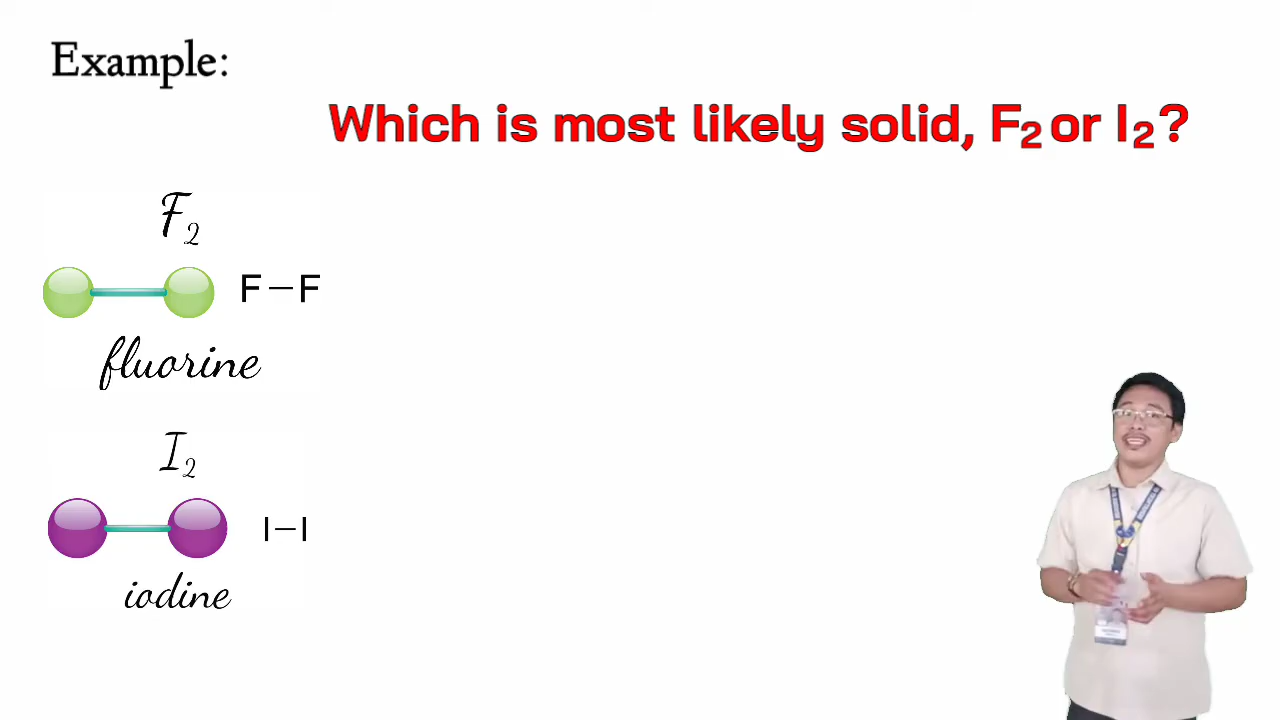 Example:
Which is most likely solid, F₂ or I₂?
F₂
F–F
fluorine
I₂
I–I
iodine